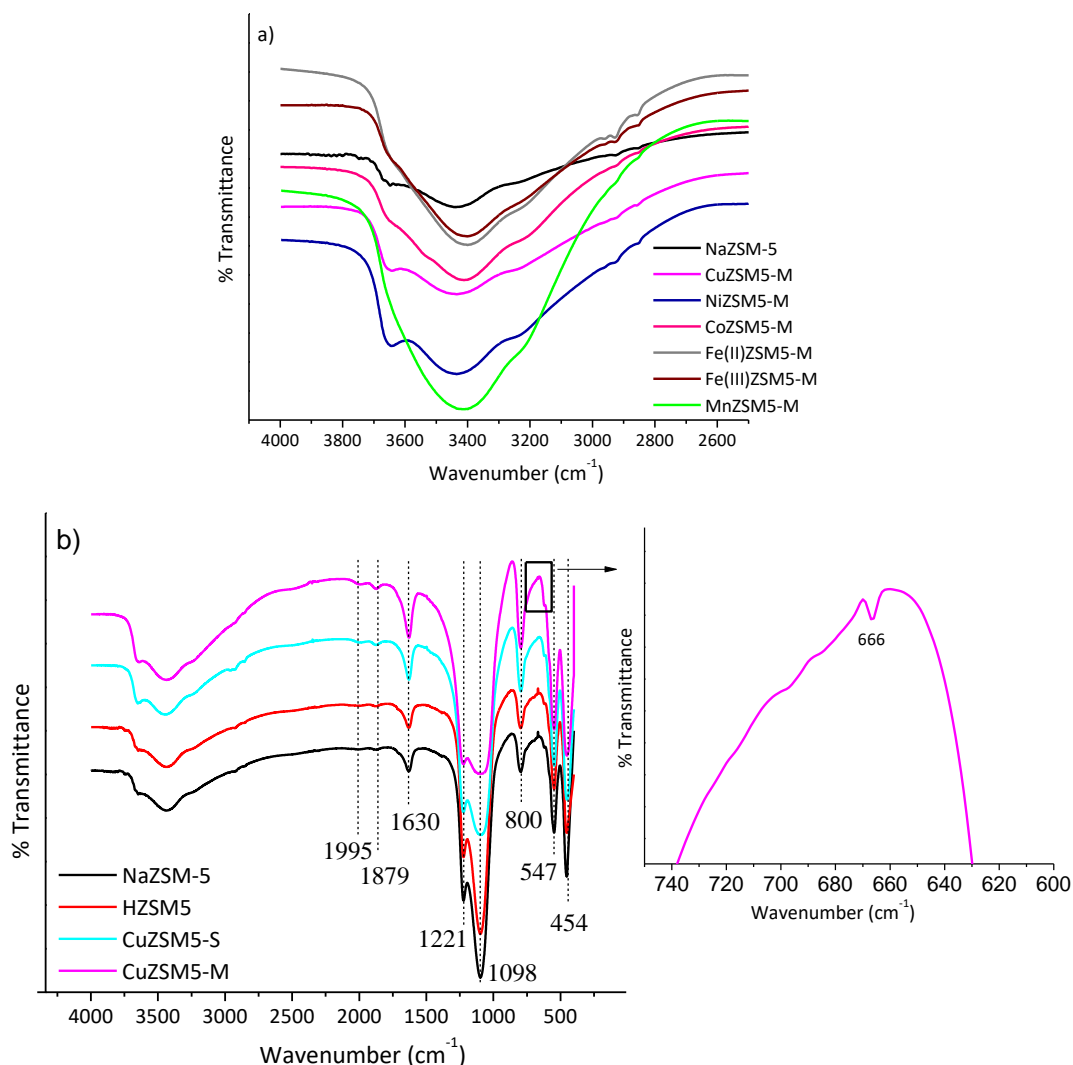 a)
% Transmittance
NaZSM-5
CuZSM5-M
NiZSM5-M
CoZSM5-M
Fe(II)ZSM5-M
Fe(III)ZSM5-M
MnZSM5-M
4000 3800 3600 3400 3200 3000 2800 2600
Wavenumber (cm⁻¹)
b)
% Transmittance
1995
1879
1630
1221
1098
800
547
454
NaZSM-5
HZSM5
CuZSM5-S
CuZSM5-M
4000 3500 3000 2500 2000 1500 1000 500
Wavenumber (cm⁻¹)
% Transmittance
666
740 720 700 680 660 640 620 600
Wavenumber (cm⁻¹)